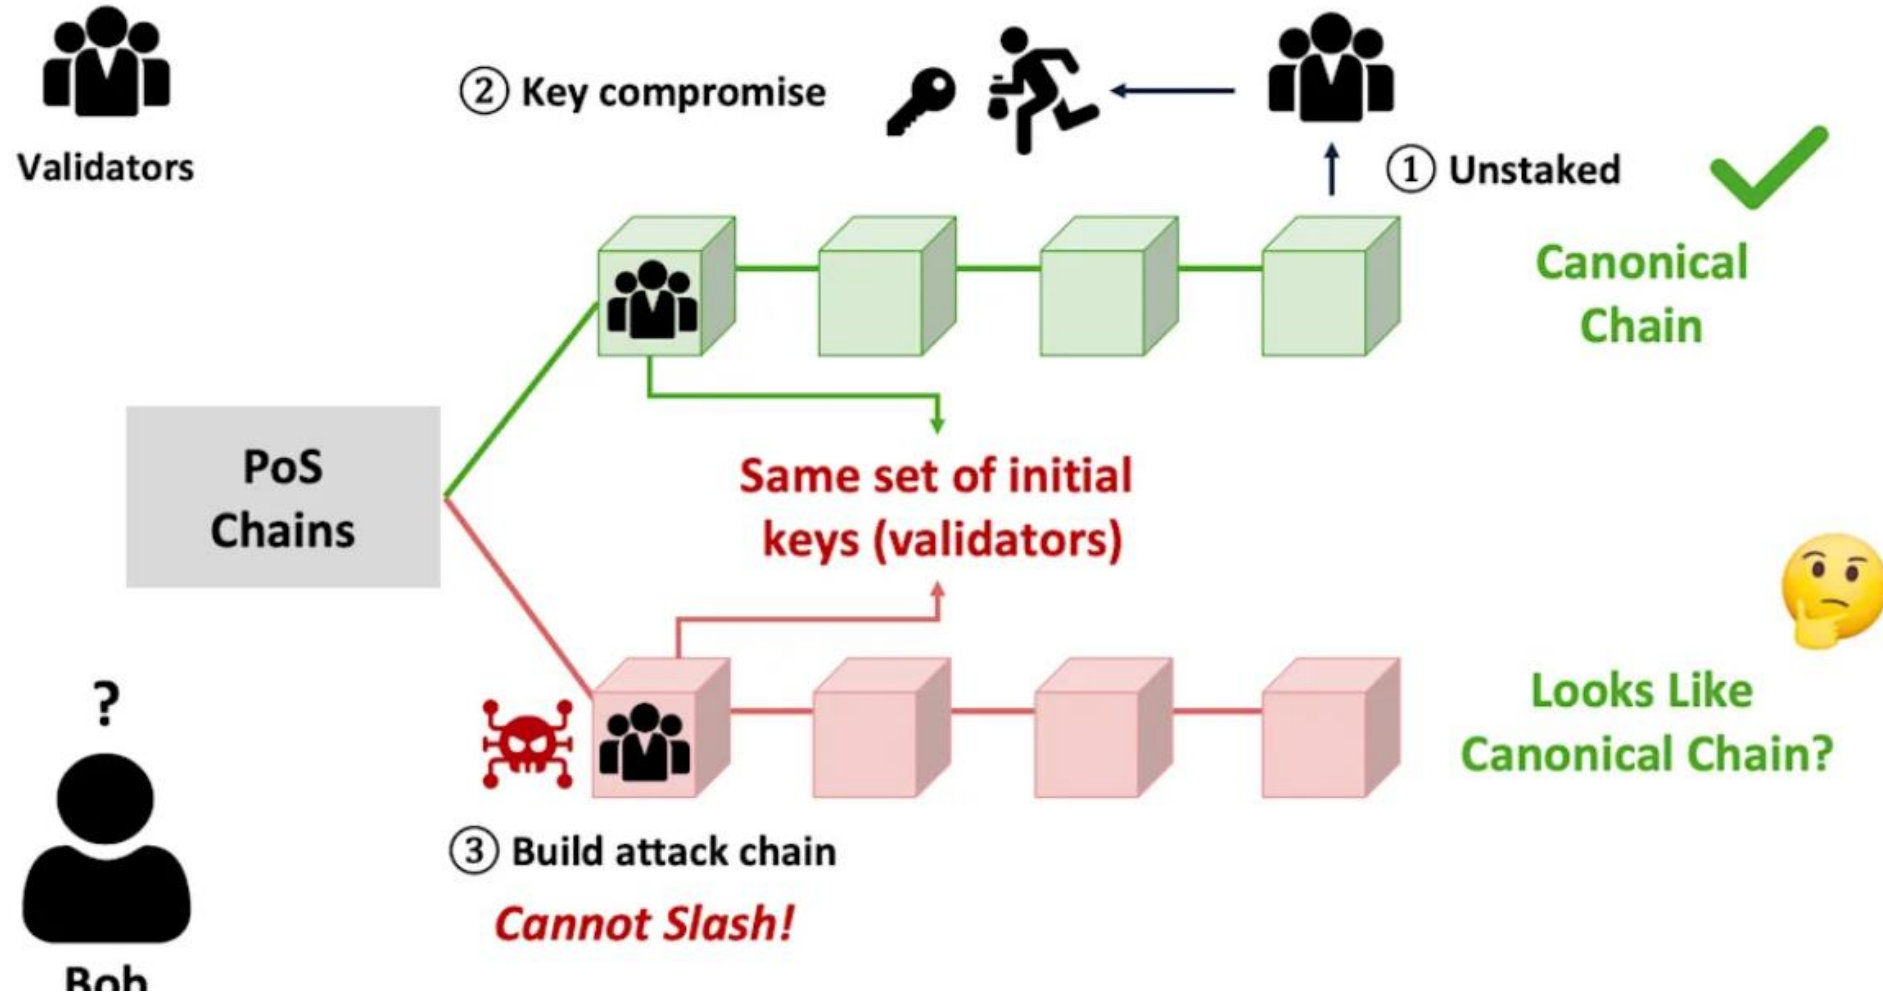 ② Key compromise
Validators
① Unstaked
Canonical
Chain
PoS
Chains
Same set of initial
keys (validators)
?
Looks Like
Canonical Chain?
③ Build attack chain
Cannot Slash!
Bob